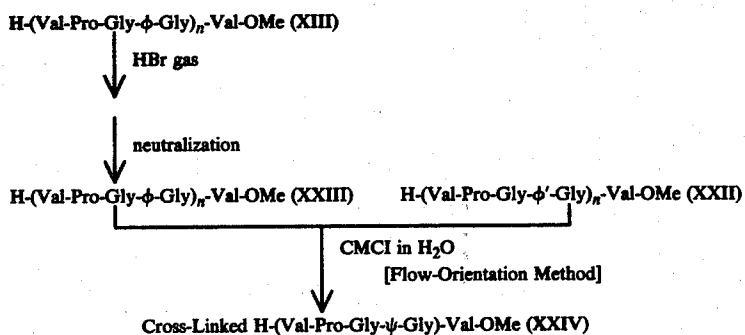 H-(Val-Pro-Gly-ϕ-Gly)n-Val-OMe (XIII)
HBr gas
neutralization
H-(Val-Pro-Gly-ϕ-Gly)n-Val-OMe (XXIII) H-(Val-Pro-Gly-ϕ′-Gly)n-Val-OMe (XXII)
CMCI in H2O
[Flow-Orientation Method]
Cross-Linked H-(Val-Pro-Gly-ψ-Gly)-Val-OMe (XXIV)